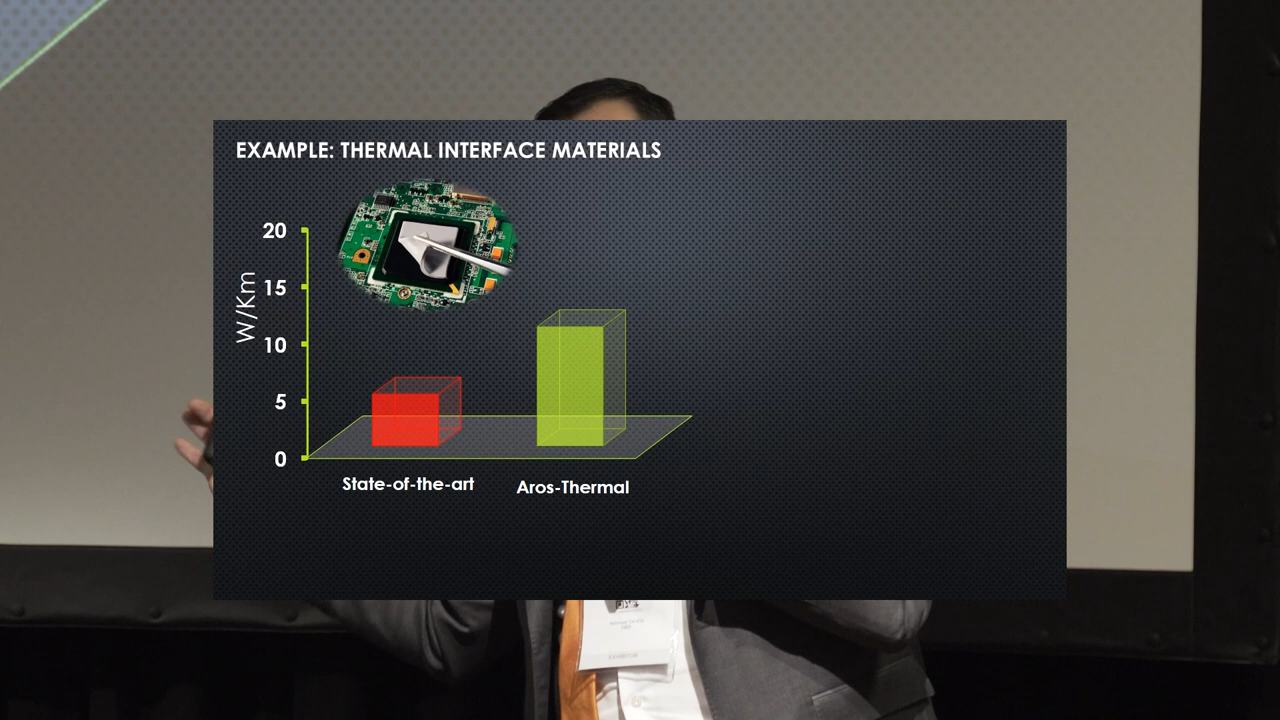 EXAMPLE: THERMAL INTERFACE MATERIALS
20
15
10
5
0
W/Km
State-of-the-art
Aros-Thermal